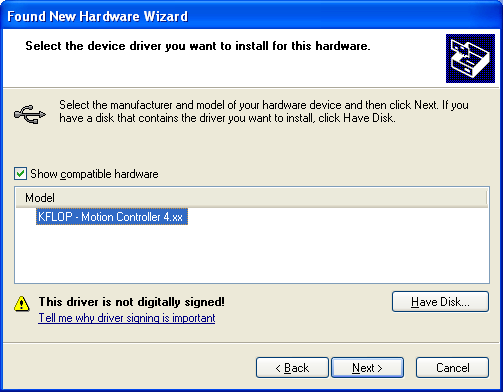 Found New Hardware Wizard
Select the device driver you want to install for this hardware.
Select the manufacturer and model of your hardware device and then click Next. If you
have a disk that contains the driver you want to install, click Have Disk.
Show compatible hardware
Model
KFLOP - Motion Controller 4.xx
This driver is not digitally signed!
Tell me why driver signing is important
Have Disk...
< Back
Next >
Cancel